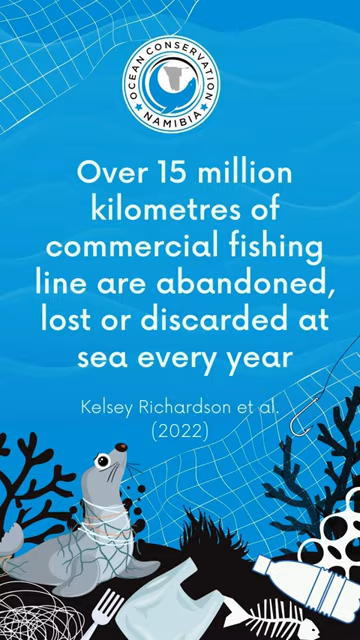 OCEAN CONSERVATION
NAMIBIA
Over 15 million
kilometres of
commercial fishing
line are abandoned,
lost or discarded at
sea every year
Kelsey Richardson et al.
(2022)